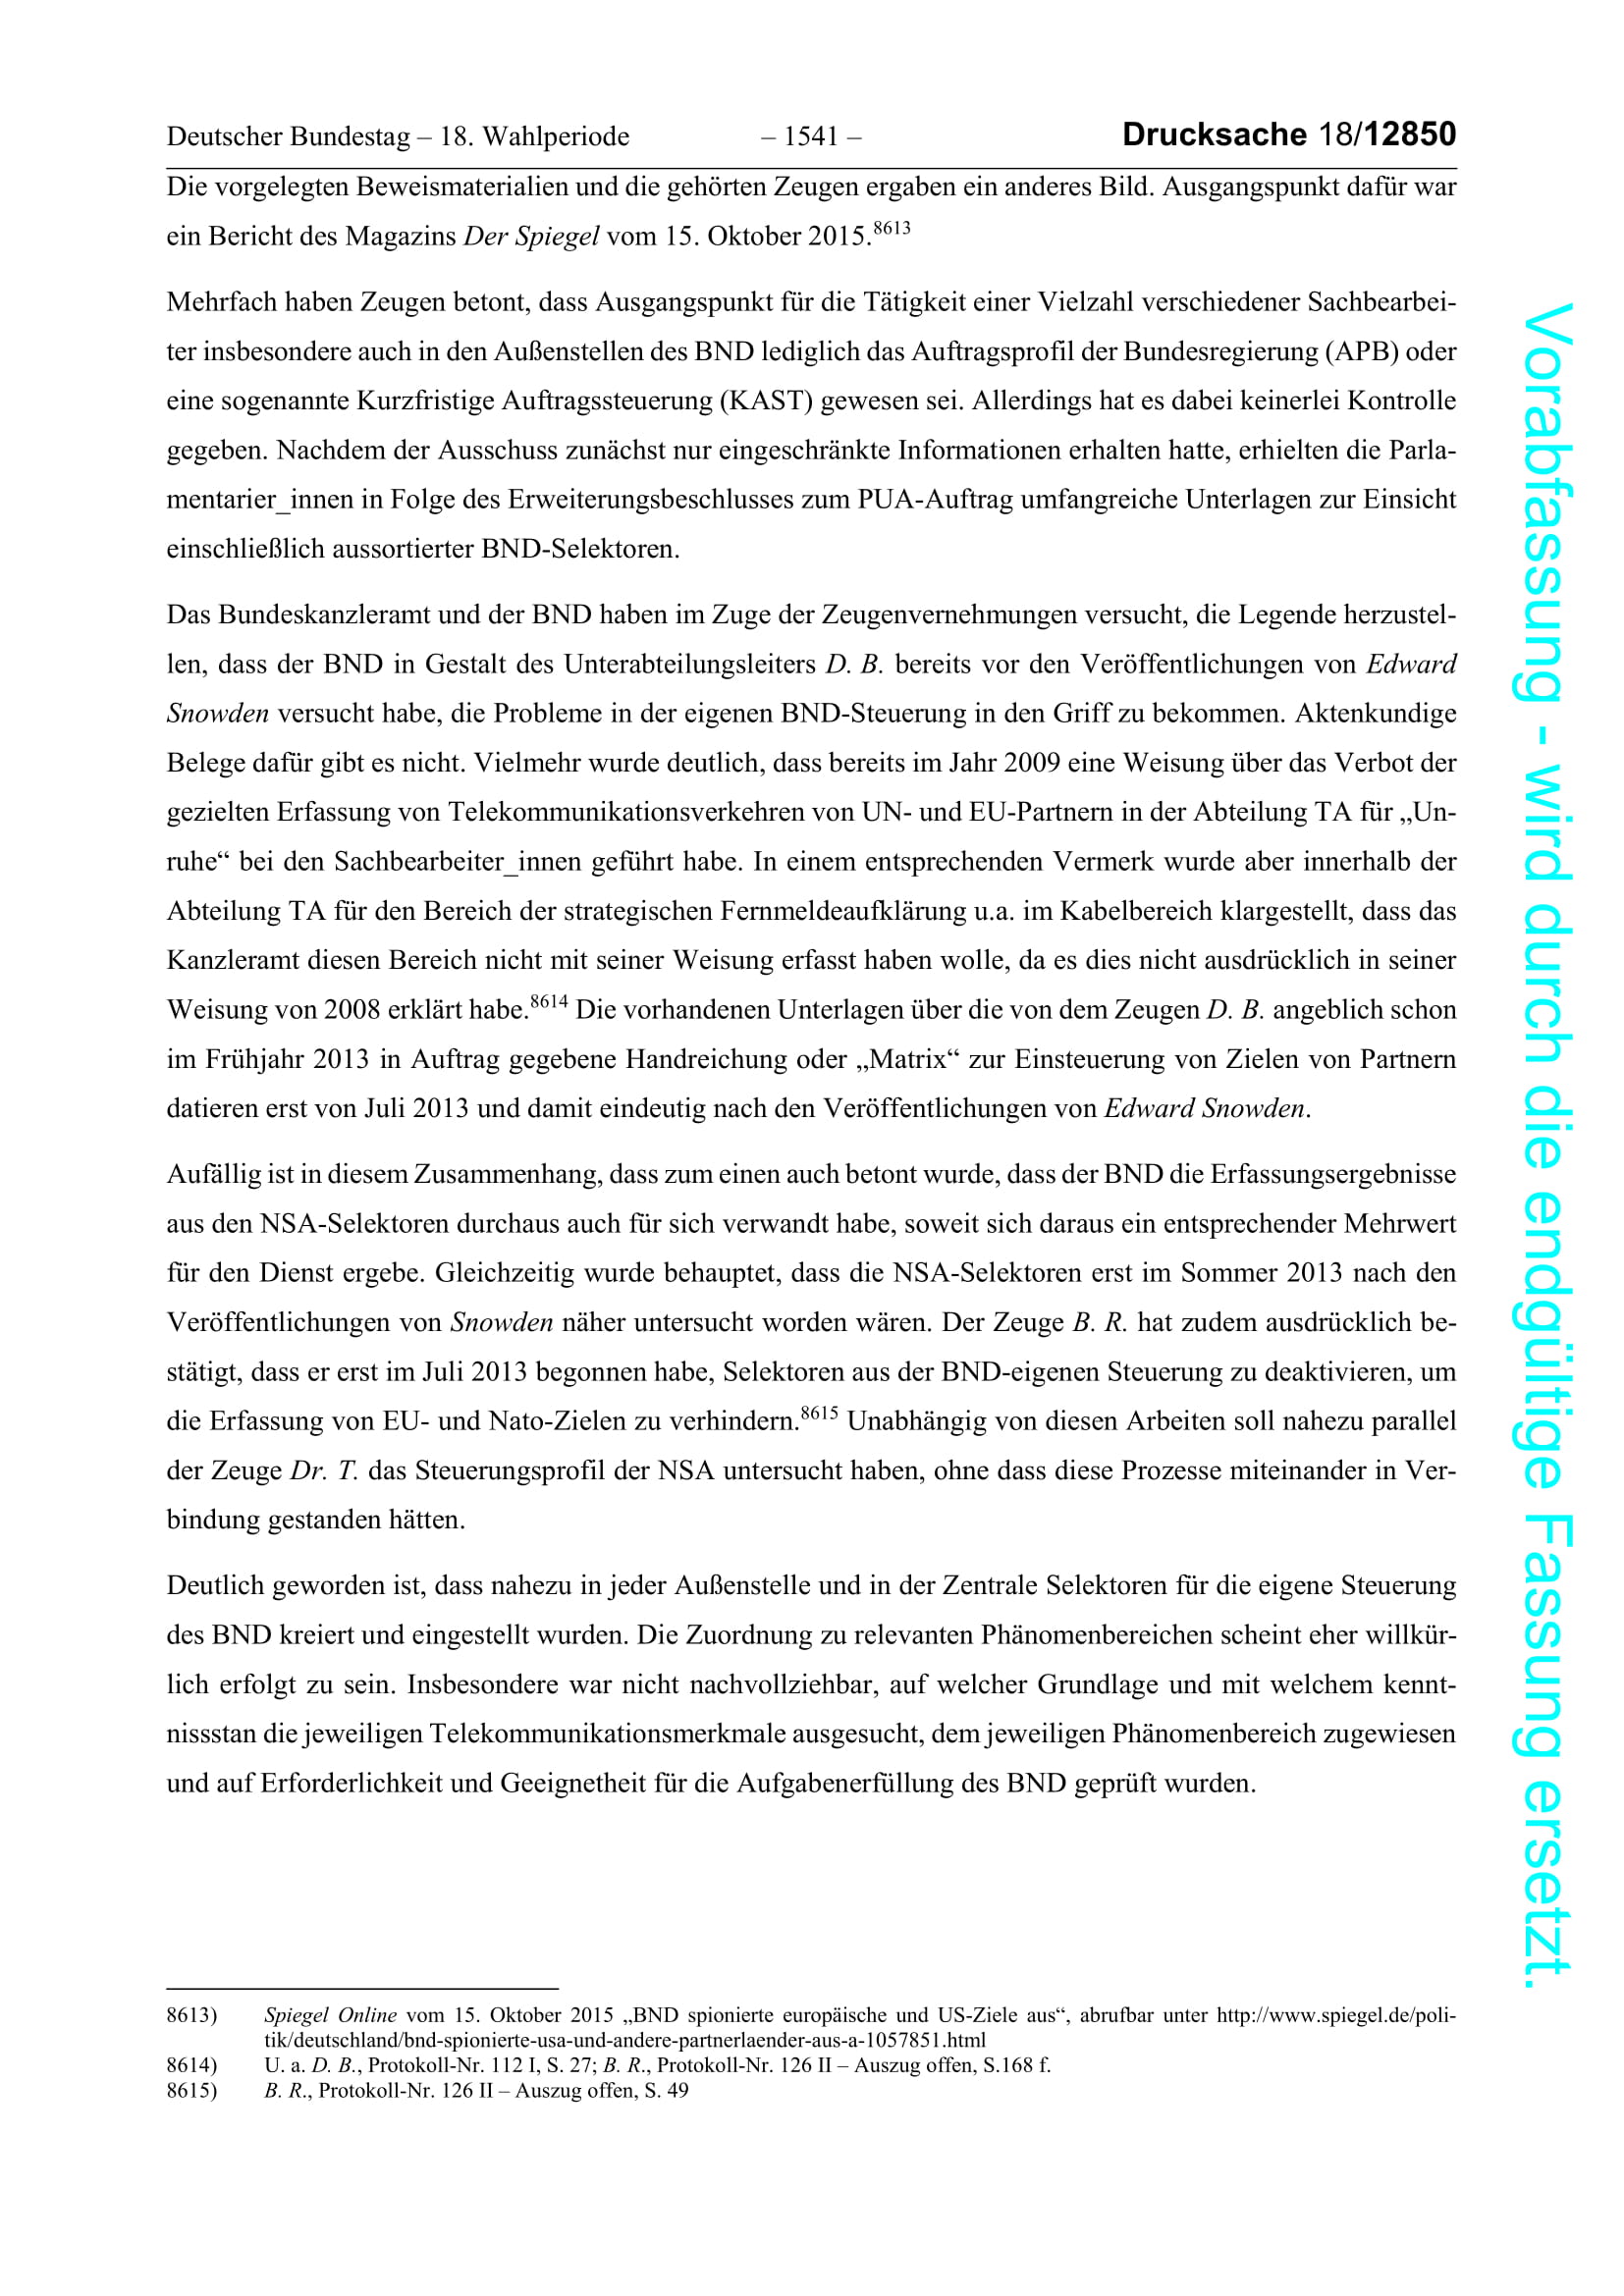 Deutscher Bundestag – 18. Wahlperiode – 1541 – Drucksache 18/12850
Die vorgelegten Beweismaterialien und die gehörten Zeugen ergaben ein anderes Bild. Ausgangspunkt dafür war
ein Bericht des Magazins Der Spiegel vom 15. Oktober 2015.8613
Mehrfach haben Zeugen betont, dass Ausgangspunkt für die Tätigkeit einer Vielzahl verschiedener Sachbearbei-
ter insbesondere auch in den Außenstellen des BND lediglich das Auftragsprofil der Bundesregierung (APB) oder
eine sogenannte Kurzfristige Auftragssteuerung (KAST) gewesen sei. Allerdings hat es dabei keinerlei Kontrolle
gegeben. Nachdem der Ausschuss zunächst nur eingeschränkte Informationen erhalten hatte, erhielten die Parla-
mentarier_innen in Folge des Erweiterungsbeschlusses zum PUA-Auftrag umfangreiche Unterlagen zur Einsicht
einschließlich aussortierter BND-Selektoren.
Das Bundeskanzleramt und der BND haben im Zuge der Zeugenvernehmungen versucht, die Legende herzustel-
len, dass der BND in Gestalt des Unterabteilungsleiters D. B. bereits vor den Veröffentlichungen von Edward
Snowden versucht habe, die Probleme in der eigenen BND-Steuerung in den Griff zu bekommen. Aktenkundige
Belege dafür gibt es nicht. Vielmehr wurde deutlich, dass bereits im Jahr 2009 eine Weisung über das Verbot der
gezielten Erfassung von Telekommunikationsverkehren von UN- und EU-Partnern in der Abteilung TA für „Un-
ruhe“ bei den Sachbearbeiter_innen geführt habe. In einem entsprechenden Vermerk wurde aber innerhalb der
Abteilung TA für den Bereich der strategischen Fernmeldeaufklärung u.a. im Kabelbereich klargestellt, dass das
Kanzleramt diesen Bereich nicht mit seiner Weisung erfasst haben wolle, da es dies nicht ausdrücklich in seiner
Weisung von 2008 erklärt habe.8614 Die vorhandenen Unterlagen über die von dem Zeugen D. B. angeblich schon
im Frühjahr 2013 in Auftrag gegebene Handreichung oder „Matrix“ zur Einsteuerung von Zielen von Partnern
datieren erst von Juli 2013 und damit eindeutig nach den Veröffentlichungen von Edward Snowden.
Aufällig ist in diesem Zusammenhang, dass zum einen auch betont wurde, dass der BND die Erfassungsergebnisse
aus den NSA-Selektoren durchaus auch für sich verwandt habe, soweit sich daraus ein entsprechender Mehrwert
für den Dienst ergebe. Gleichzeitig wurde behauptet, dass die NSA-Selektoren erst im Sommer 2013 nach den
Veröffentlichungen von Snowden näher untersucht worden wären. Der Zeuge B. R. hat zudem ausdrücklich be-
stätigt, dass er erst im Juli 2013 begonnen habe, Selektoren aus der BND-eigenen Steuerung zu deaktivieren, um
die Erfassung von EU- und Nato-Zielen zu verhindern.8615 Unabhängig von diesen Arbeiten soll nahezu parallel
der Zeuge Dr. T. das Steuerungsprofil der NSA untersucht haben, ohne dass diese Prozesse miteinander in Ver-
bindung gestanden hätten.
Deutlich geworden ist, dass nahezu in jeder Außenstelle und in der Zentrale Selektoren für die eigene Steuerung
des BND kreiert und eingestellt wurden. Die Zuordnung zu relevanten Phänomenbereichen scheint eher willkür-
lich erfolgt zu sein. Insbesondere war nicht nachvollziehbar, auf welcher Grundlage und mit welchem kennt-
nissstan die jeweiligen Telekommunikationsmerkmale ausgesucht, dem jeweiligen Phänomenbereich zugewiesen
und auf Erforderlichkeit und Geeignetheit für die Aufgabenerfüllung des BND geprüft wurden.
8613) Spiegel Online vom 15. Oktober 2015 „BND spionierte europäische und US-Ziele aus“, abrufbar unter http://www.spiegel.de/poli-
tik/deutschland/bnd-spionierte-usa-und-andere-partnerlaender-aus-a-1057851.html
8614) U. a. D. B., Protokoll-Nr. 112 I, S. 27; B. R., Protokoll-Nr. 126 II – Auszug offen, S.168 f.
8615) B. R., Protokoll-Nr. 126 II – Auszug offen, S. 49
Vorabfassung - wird durch die endgültige Fassung ersetzt.